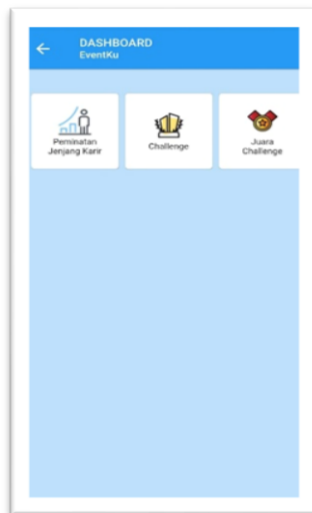 DASHBOARD
EventKu
Peminatan
Jenjang Karir
Challenge
Juara
Challenge